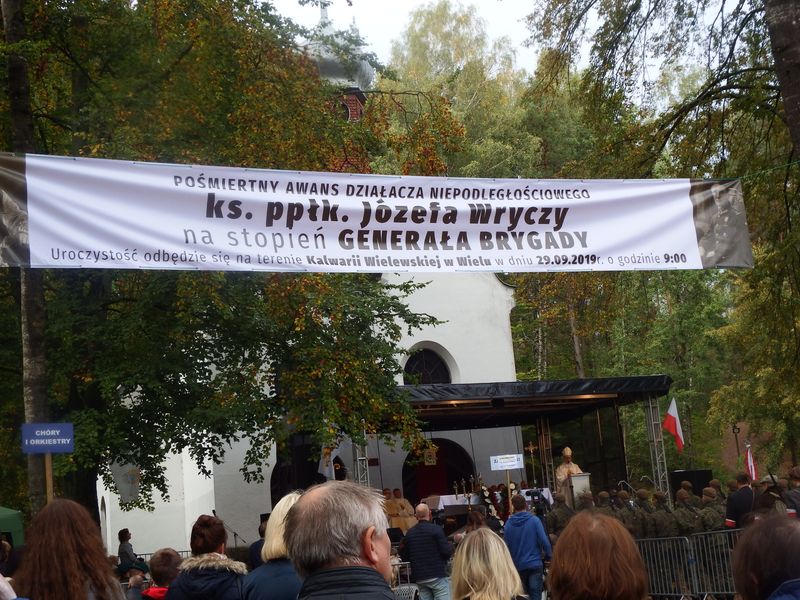 POŚMIERTNY AWANS DZIAŁACZA NIEPODLEGŁOŚCIOWEGO
ks. ppłk. Józefa Wryczy
na stopień GENERAŁA BRYGADY
Uroczystość odbędzie się na terenie Kalwarii Wielewskiej w Wielu w dniu 29.09.2019r. o godzinie 9:00
CHÓRY
I ORKIESTRY